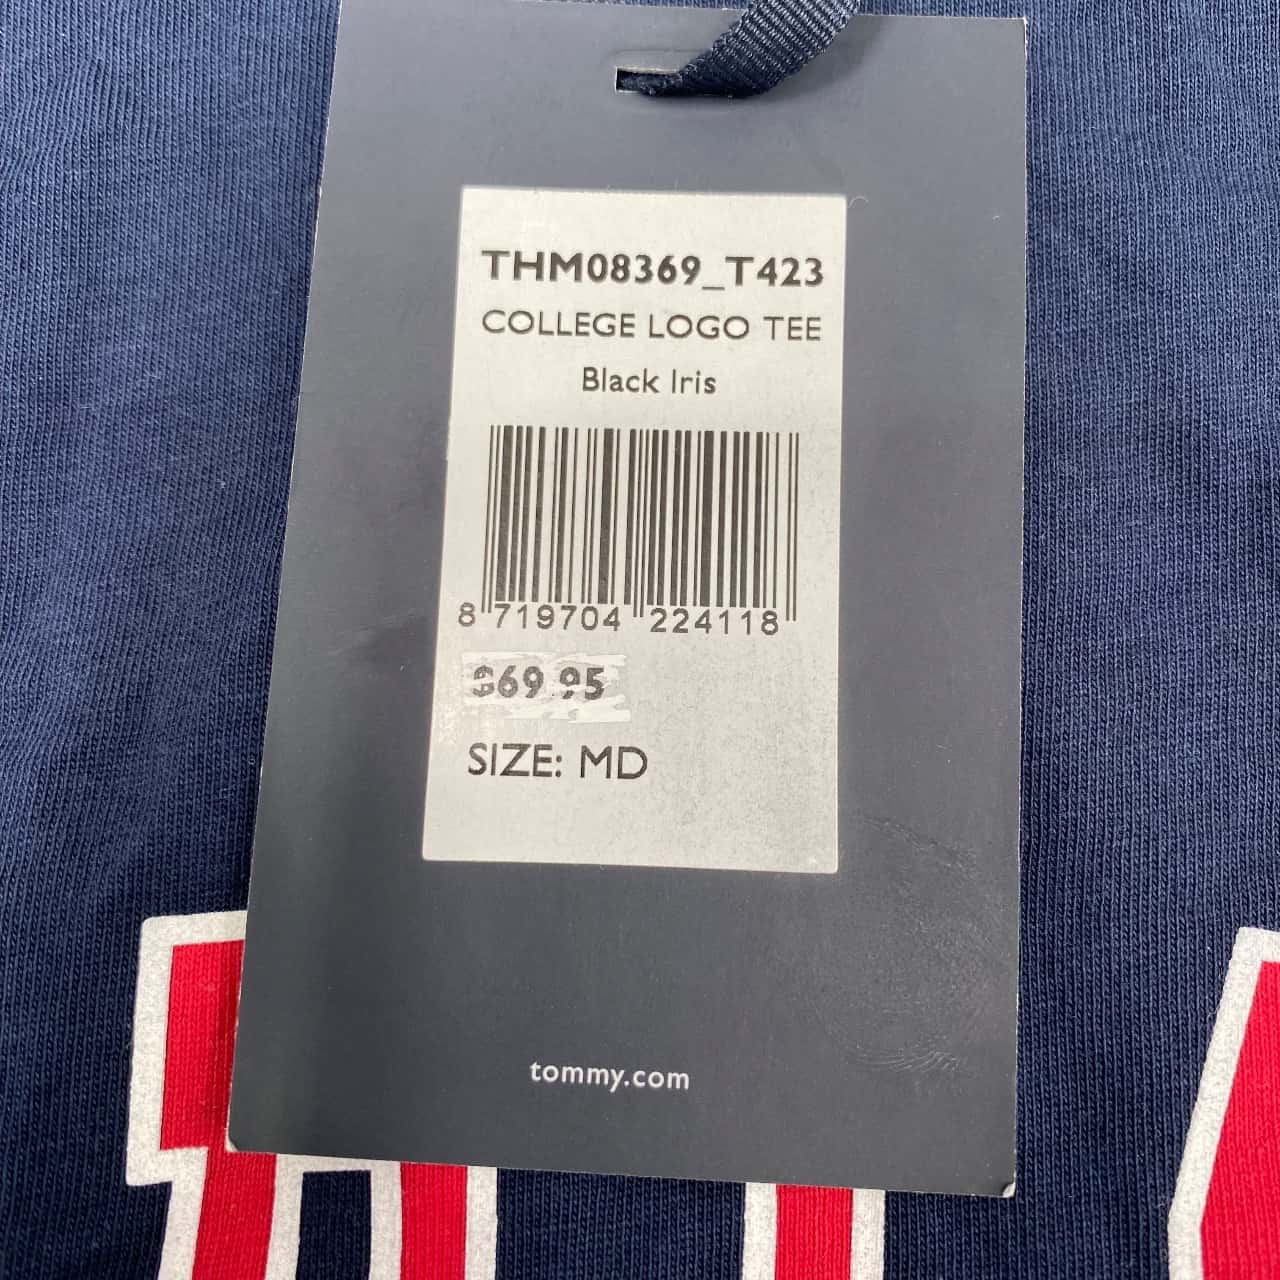 THM08369_T423
COLLEGE LOGO TEE
Black Iris
8 719704 224118
$69.95
SIZE: MD
tommy.com